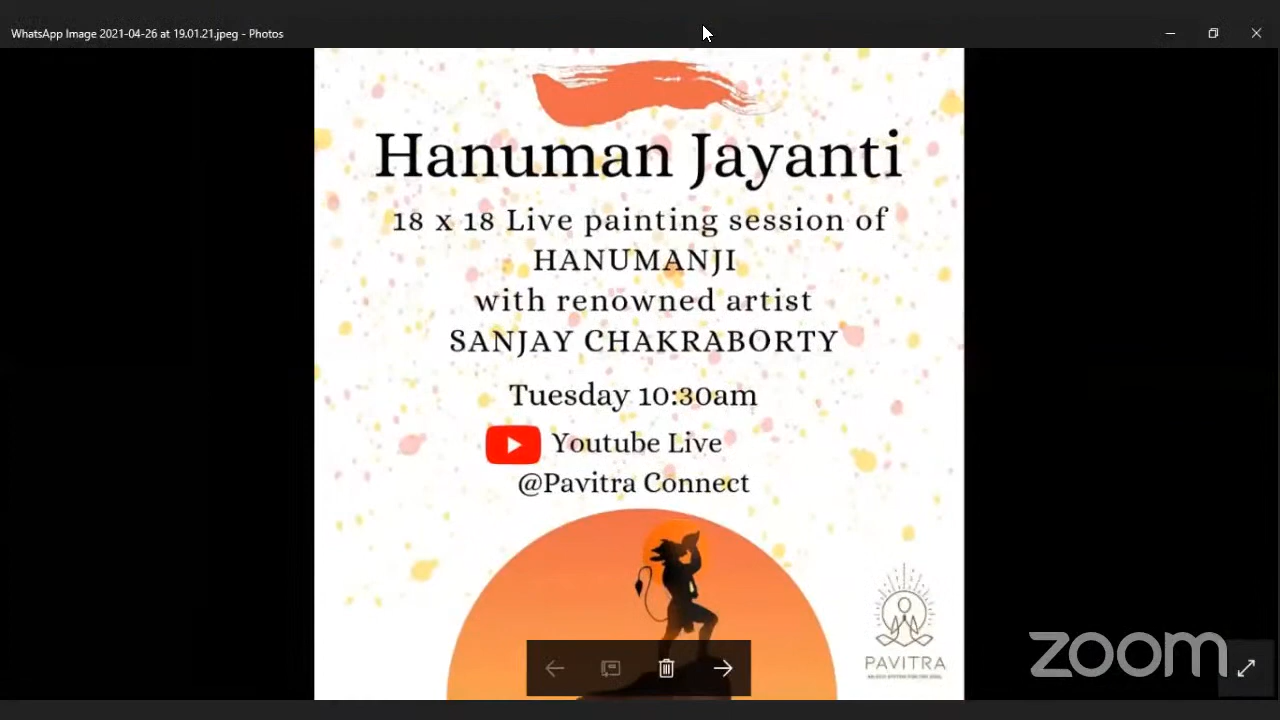 WhatsApp Image 2021-04-26 at 19.01.21.jpeg - Photos
Hanuman Jayanti
18 x 18 Live painting session of
HANUMANJI
with renowned artist
SANJAY CHAKRABORTY
Tuesday 10:30am
Youtube Live
@Pavitra Connect
PAVITRA
zoom